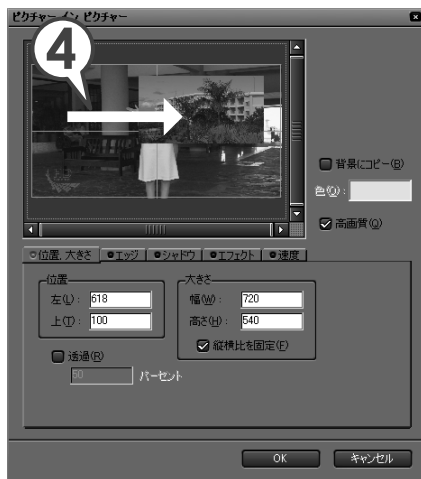 ピクチャー イン ピクチャー
4
背景にコピー(B)
色(O):
高画質(Q)
位置, 大きさ エッジ シャドウ エフェクト 速度
位置
左(L): 618
上(T): 100
大きさ
幅(W): 720
高さ(H): 540
縦横比を固定(F)
透過(R)
50 パーセント
OK キャンセル